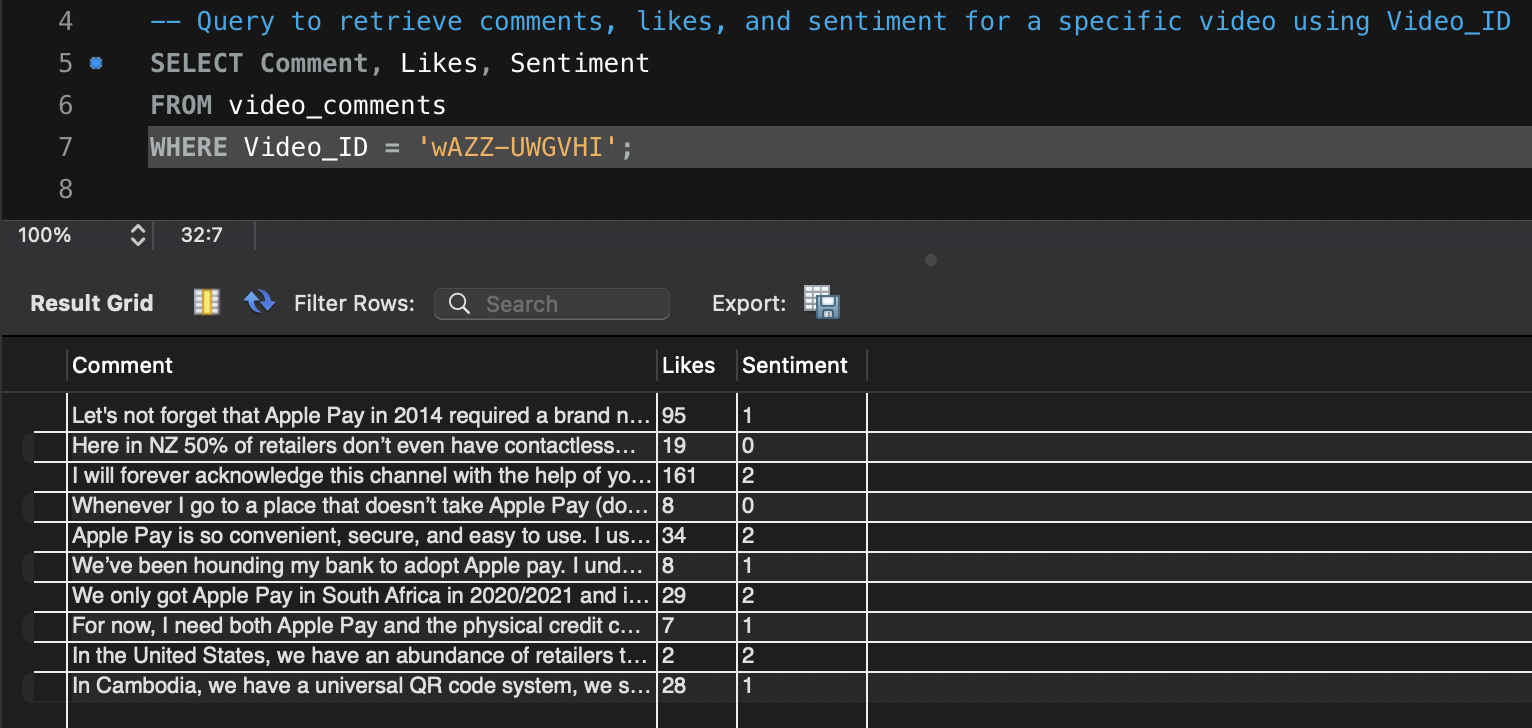 4 -- Query to retrieve comments, likes, and sentiment for a specific video using Video_ID
5 SELECT Comment, Likes, Sentiment
6 FROM video_comments
7 WHERE Video_ID = 'wAZZ-UWGVHI';
8
100% 32:7
Result Grid Filter Rows: Search Export:
Comment Likes Sentiment
Let's not forget that Apple Pay in 2014 required a brand n... 95 1
Here in NZ 50% of retailers don’t even have contactless... 19 0
I will forever acknowledge this channel with the help of yo... 161 2
Whenever I go to a place that doesn’t take Apple Pay (do... 8 0
Apple Pay is so convenient, secure, and easy to use. I us... 34 2
We’ve been hounding my bank to adopt Apple pay. I und... 8 1
We only got Apple Pay in South Africa in 2020/2021 and i... 29 2
For now, I need both Apple Pay and the physical credit c... 7 1
In the United States, we have an abundance of retailers t... 2 2
In Cambodia, we have a universal QR code system, we s... 28 1